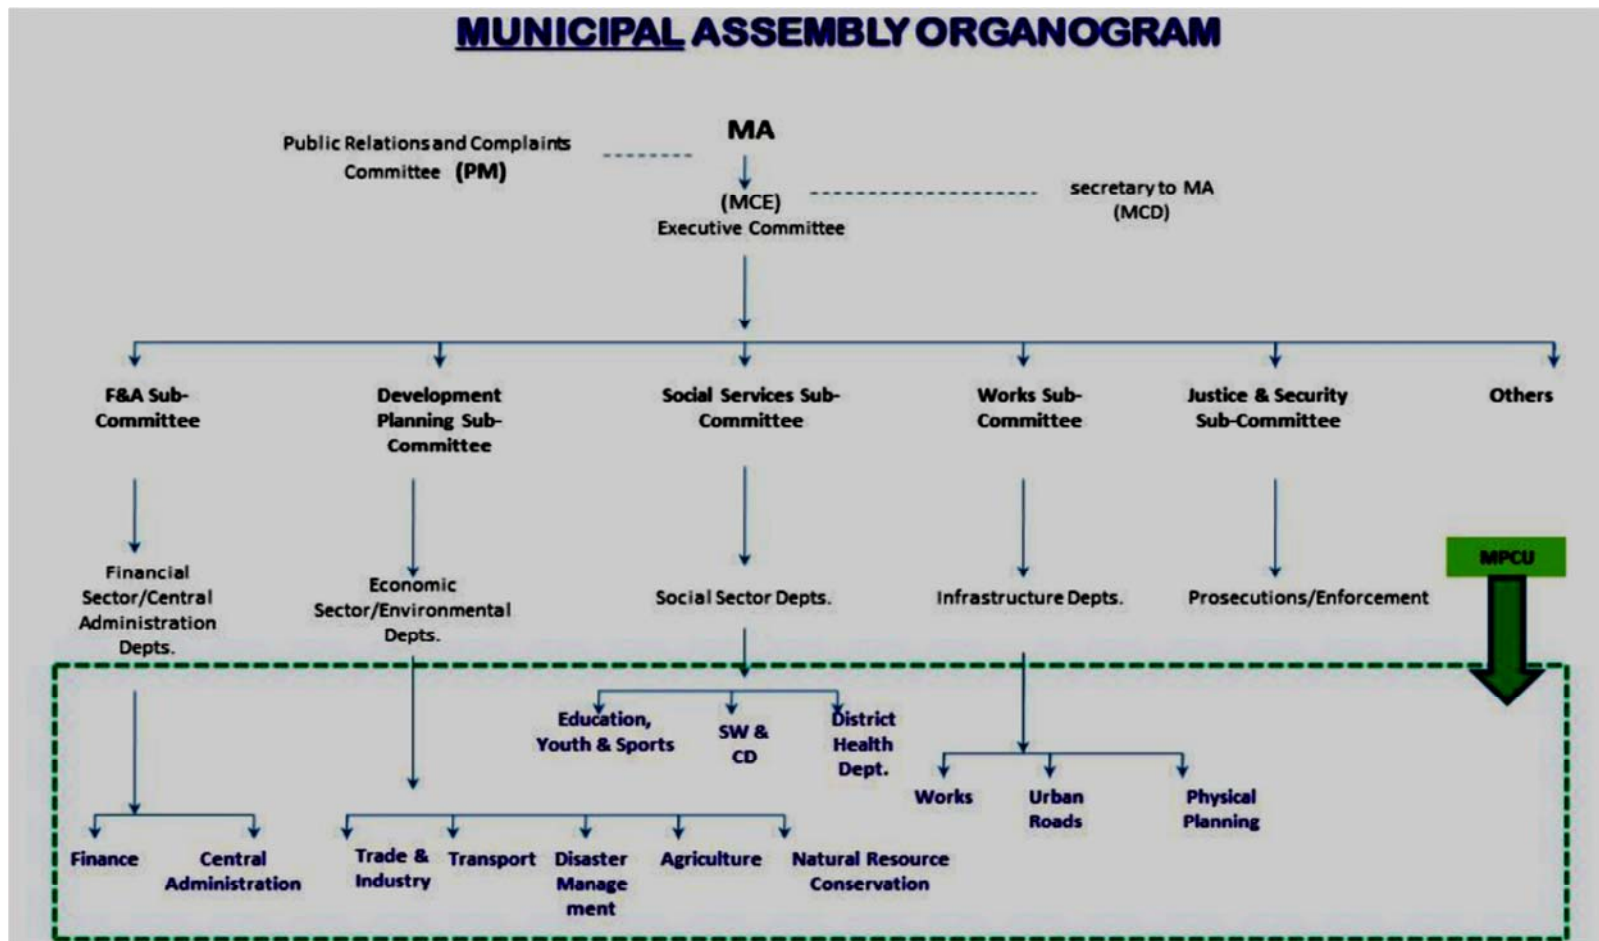 MUNICIPAL ASSEMBLY ORGANOGRAM
MA
Public Relations and Complaints
Committee (PM)
(MCE)
Executive Committee
secretary to MA
(MCD)
F&A Sub-
Committee
Development
Planning Sub-
Committee
Social Services Sub-
Committee
Works Sub-
Committee
Justice & Security
Sub-Committee
Others
Financial
Sector/Central
Administration
Depts.
Economic
Sector/Environmental
Depts.
Social Sector Depts.
Infrastructure Depts.
Prosecutions/Enforcement
MPCU
Education,
Youth & Sports
SW &
CD
District
Health
Dept.
Works
Urban
Roads
Physical
Planning
Finance
Central
Administration
Trade &
Industry
Transport
Disaster
Manage
ment
Agriculture
Natural Resource
Conservation